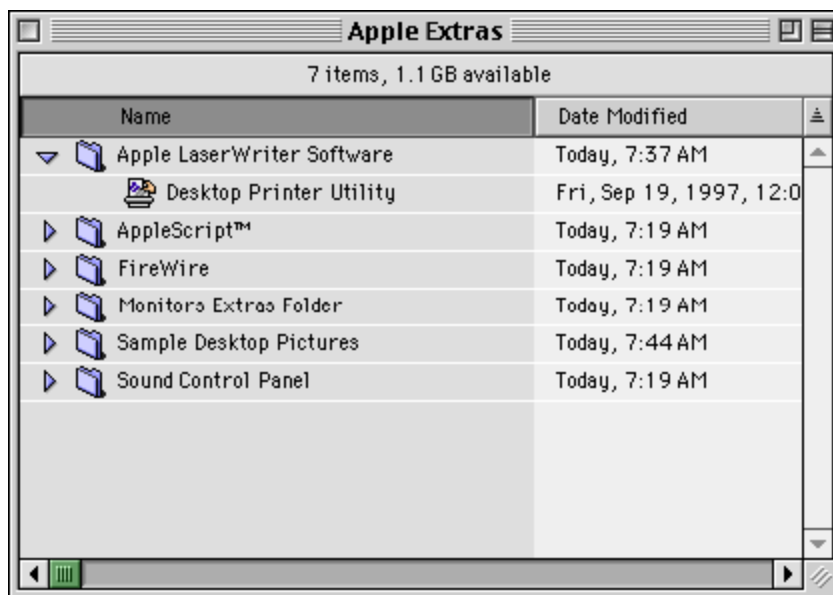 Apple Extras
7 items, 1.1 GB available
Name Date Modified
Apple LaserWriter Software Today, 7:37 AM
Desktop Printer Utility Fri, Sep 19, 1997, 12:0
AppleScript™ Today, 7:19 AM
FireWire Today, 7:19 AM
Monitors Extras Folder Today, 7:19 AM
Sample Desktop Pictures Today, 7:44 AM
Sound Control Panel Today, 7:19 AM